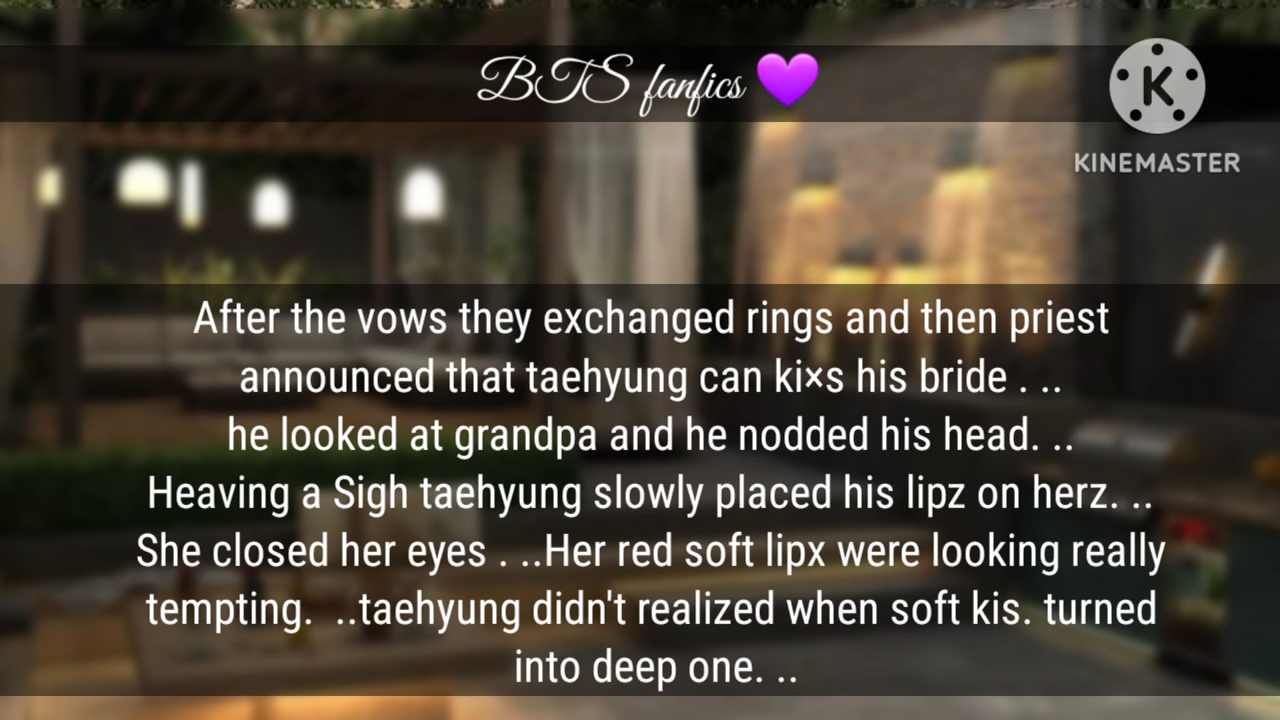 BTS fanfics 💜
K
KINEMASTER
After the vows they exchanged rings and then priest
announced that taehyung can ki×s his bride . ..
he looked at grandpa and he nodded his head. ..
Heaving a Sigh taehyung slowly placed his lipz on herz. ..
She closed her eyes . ..Her red soft lipx were looking really
tempting.  ..taehyung didn't realized when soft kis. turned
into deep one. ..